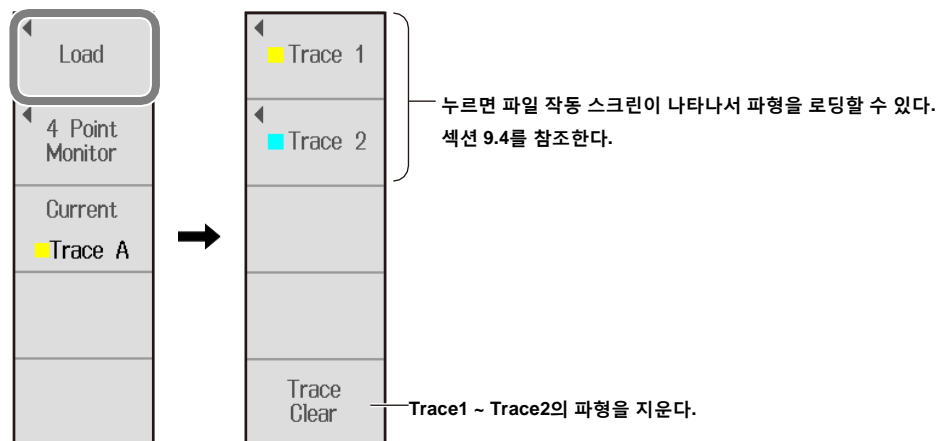 Load
4 Point
Monitor
Current
Trace A
Trace 1
Trace 2
Trace
Clear
누르면 파일 작동 스크린이 나타나서 파형을 로딩할 수 있다.
섹션 9.4를 참조한다.
Trace1 ~ Trace2의 파형을 지운다.